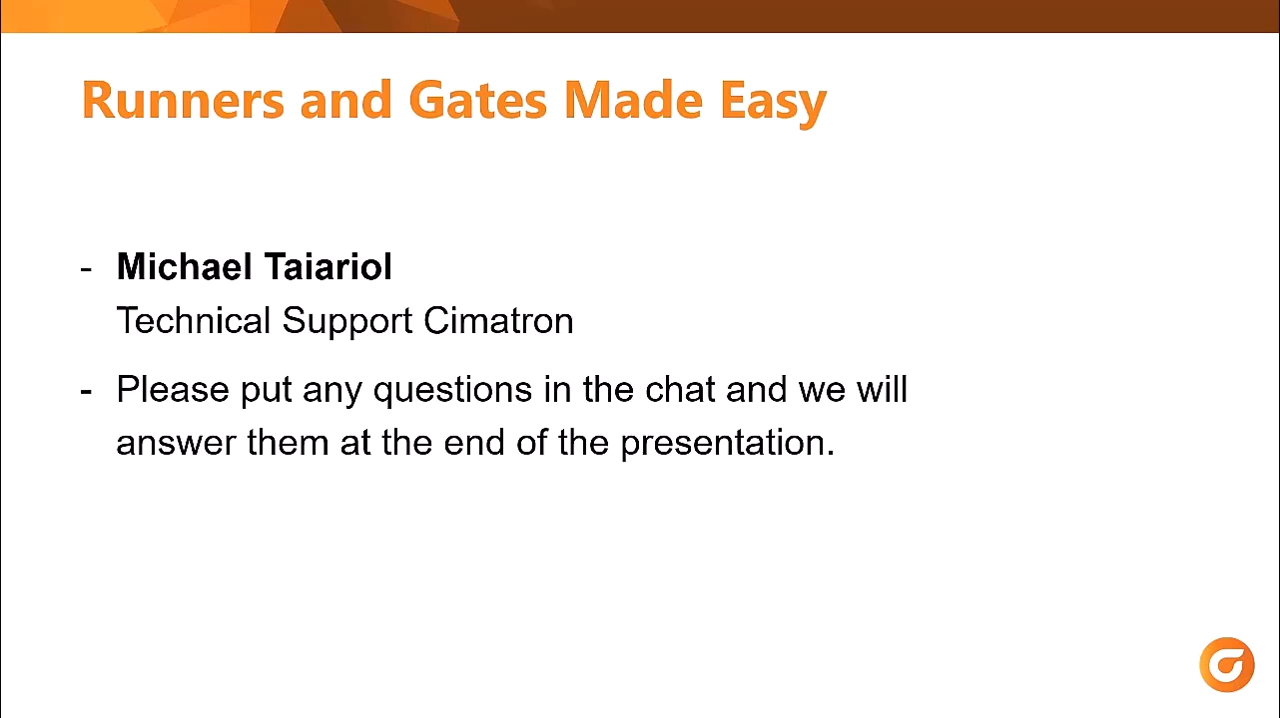 Runners and Gates Made Easy
- Michael Taiariol
Technical Support Cimatron
- Please put any questions in the chat and we will
answer them at the end of the presentation.